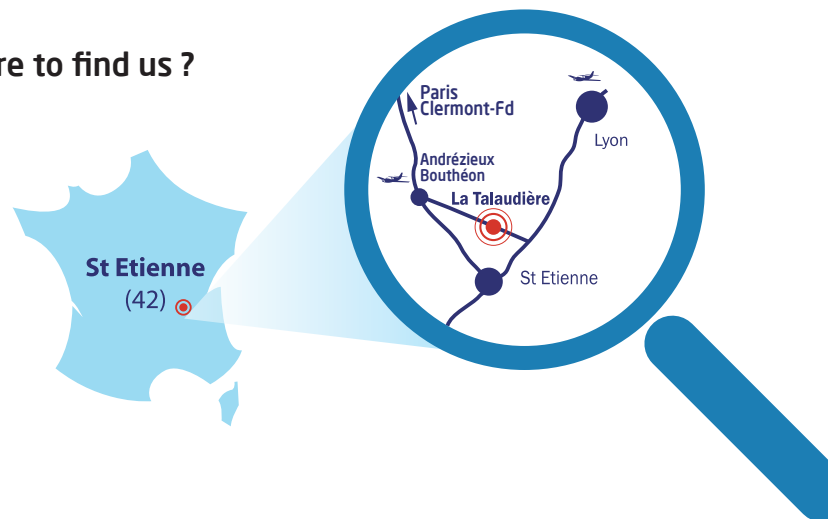 re to find us ?
Paris
Clermont-Fd
Lyon
Andrézieux
Bouthéon
La Talaudière
St Etienne
St Etienne
(42)